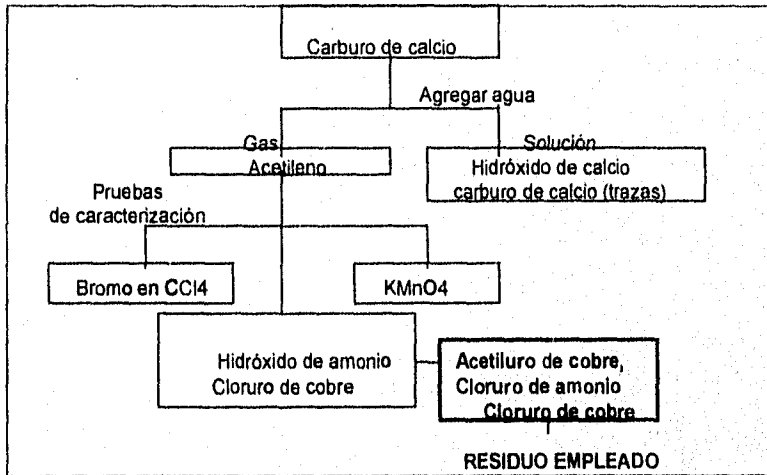 Carburo de calcio
Agregar agua
Gas
Acetileno
Solución
Hidróxido de calcio
carburo de calcio (trazas)
Pruebas
de caracterización
Bromo en CCl4
KMnO4
Hidróxido de amonio
Cloruro de cobre
Acetiluro de cobre,
Cloruro de amonio
Cloruro de cobre
RESIDUO EMPLEADO